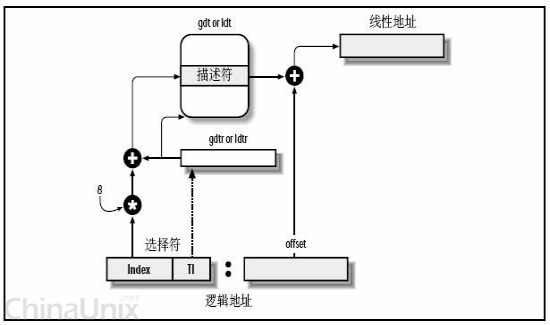 gdt or ldt
线性地址
描述符
gdtr or ldtr
8
选择符
offset
Index
TI
:
逻辑地址
ChinaUnix
.net